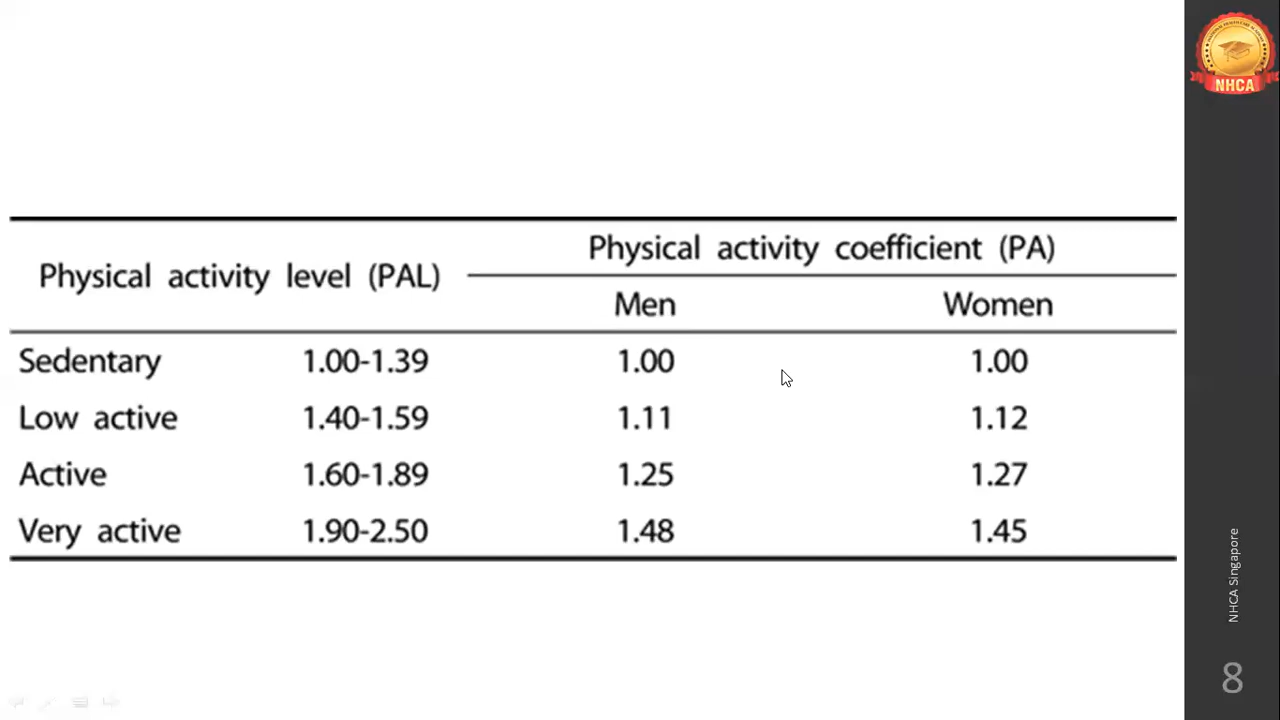 Physical activity level (PAL)
Physical activity coefficient (PA)
Men Women
Sedentary 1.00-1.39 1.00 1.00
Low active 1.40-1.59 1.11 1.12
Active 1.60-1.89 1.25 1.27
Very active 1.90-2.50 1.48 1.45
NHCA
NHCA Singapore
8